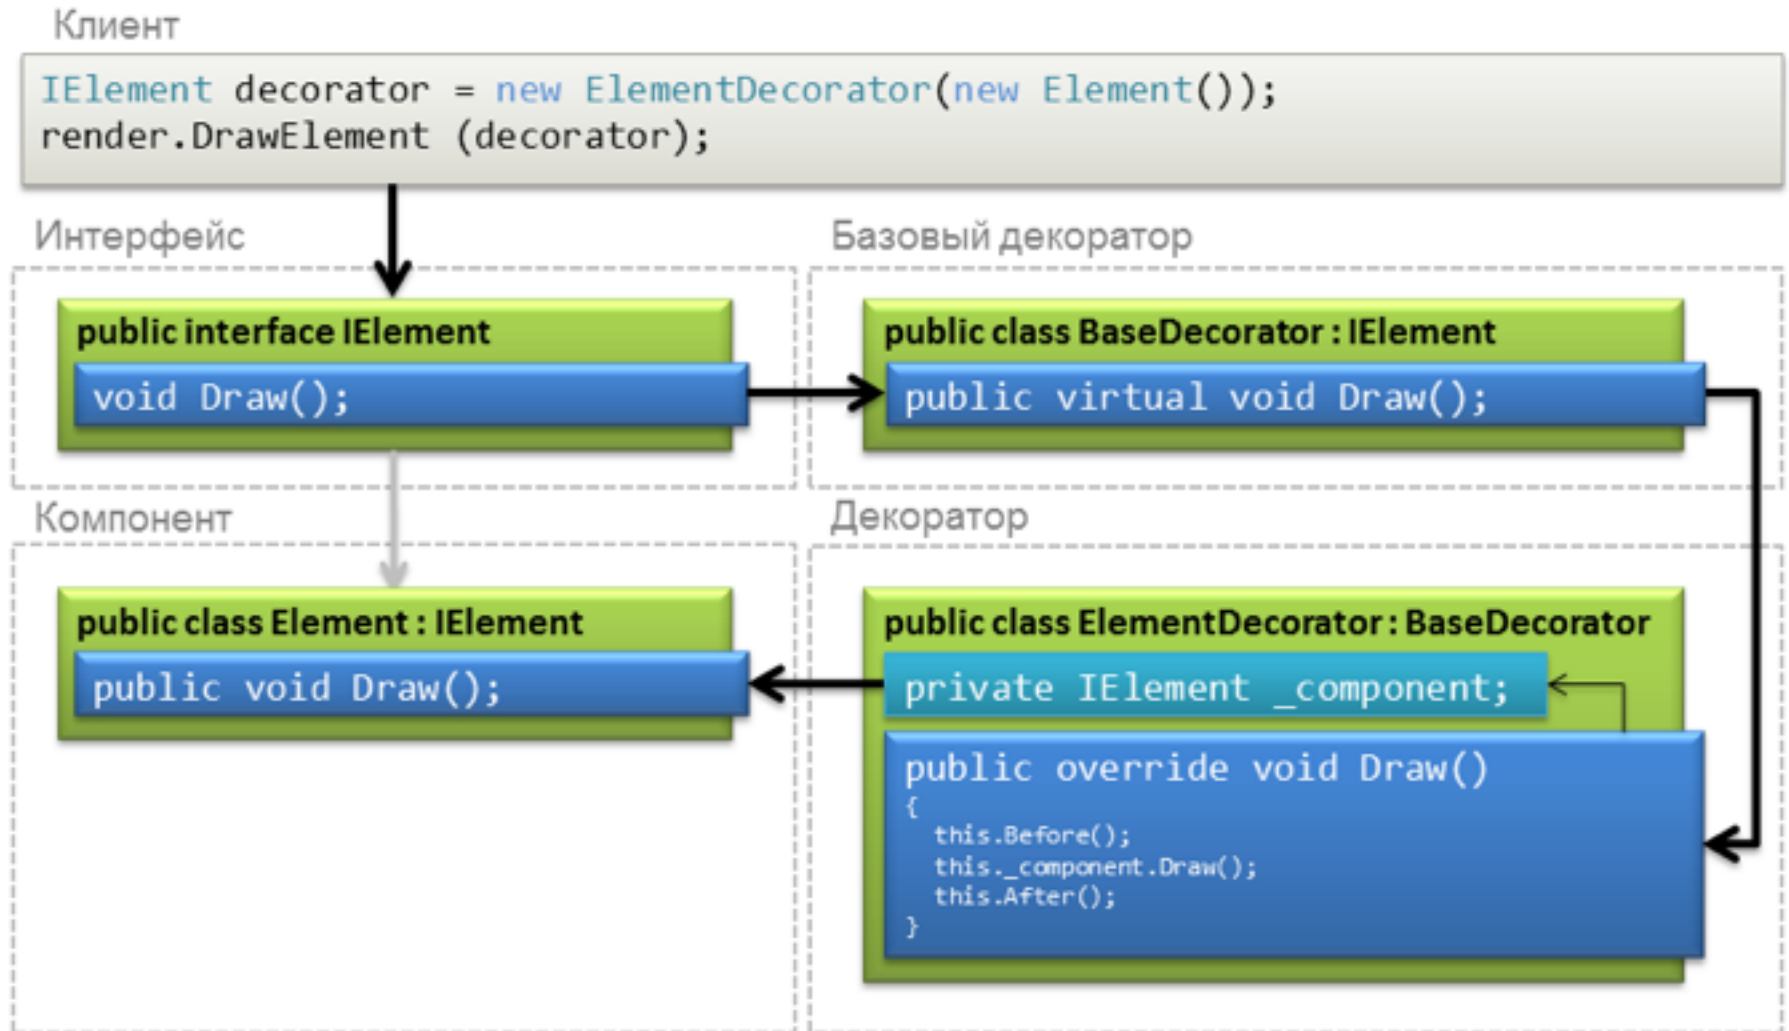 Клиент
IElement decorator = new ElementDecorator(new Element());
render.DrawElement (decorator);
Интерфейс
public interface IElement
void Draw();
Базовый декоратор
public class BaseDecorator : IElement
public virtual void Draw();
Компонент
public class Element : IElement
public void Draw();
Декоратор
public class ElementDecorator : BaseDecorator
private IElement _component;
public override void Draw()
{
this.Before();
this._component.Draw();
this.After();
}